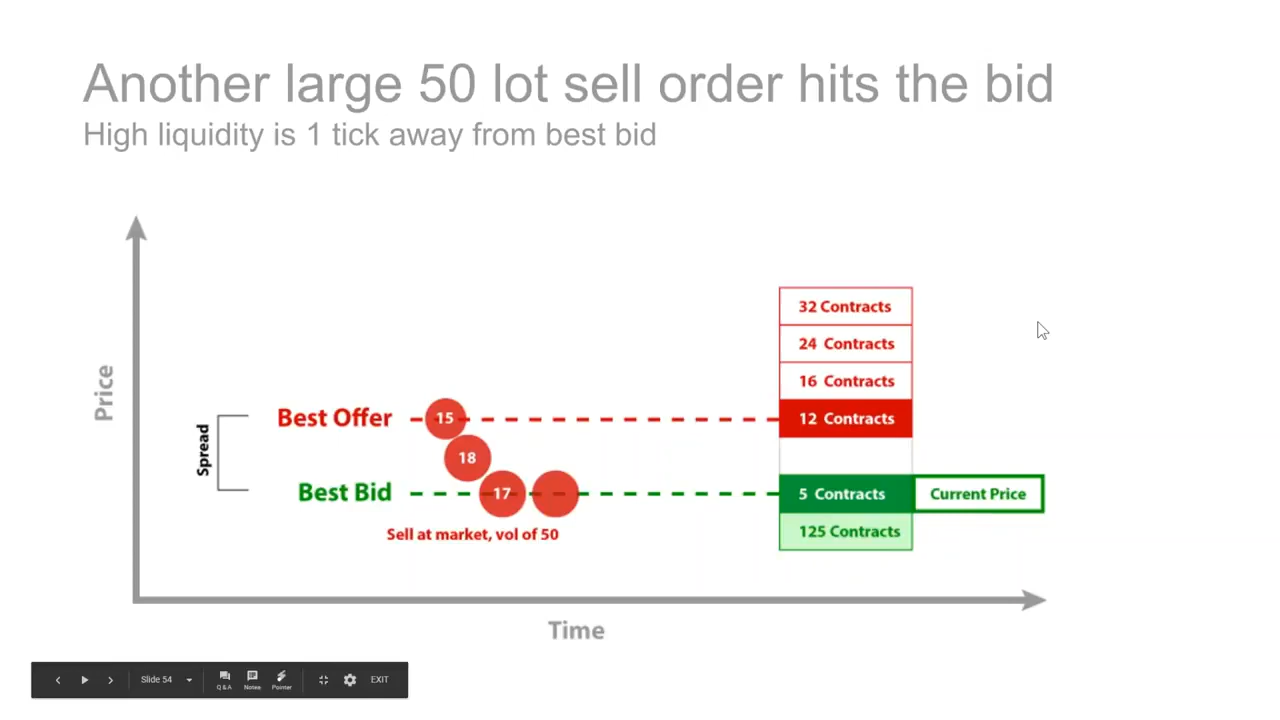 Another large 50 lot sell order hits the bid
High liquidity is 1 tick away from best bid
Price
Spread
Best Offer
15
18
Best Bid
17
Sell at market, vol of 50
32 Contracts
24 Contracts
16 Contracts
12 Contracts
5 Contracts
Current Price
125 Contracts
Time
Slide 54
Q & A
Notes
Pointer
EXIT